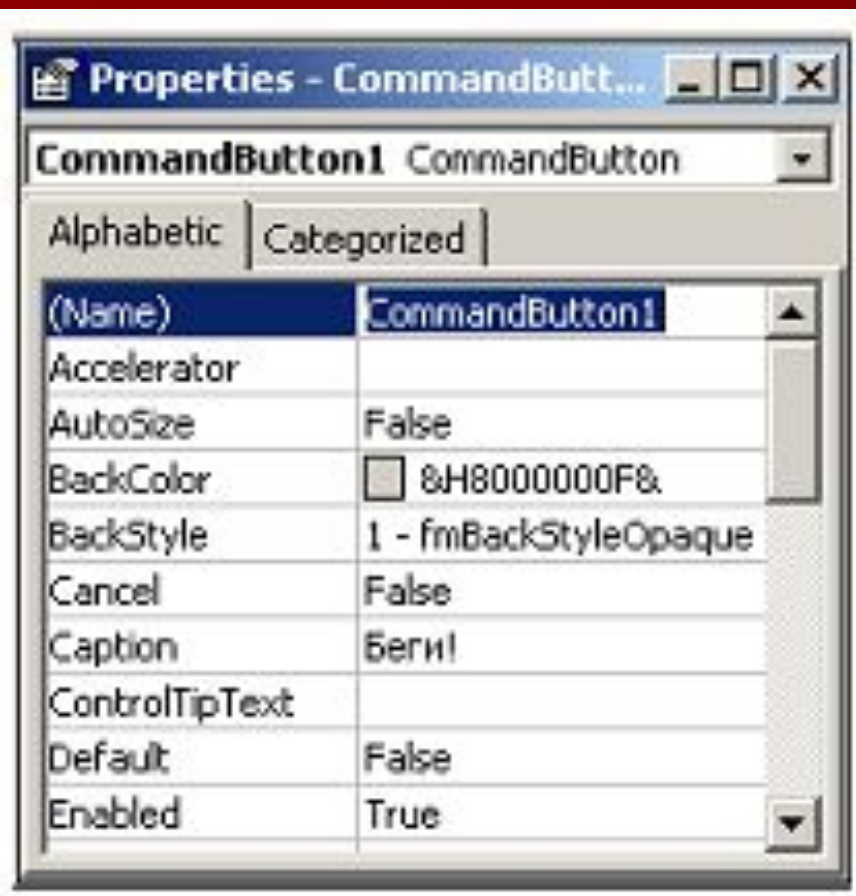 Properties - CommandButt...
CommandButton1 CommandButton
Alphabetic Categorized
(Name) CommandButton1
Accelerator
AutoSize False
BackColor &H8000000F&
BackStyle 1 - fmBackStyleOpaque
Cancel False
Caption Беги!
ControlTipText
Default False
Enabled True